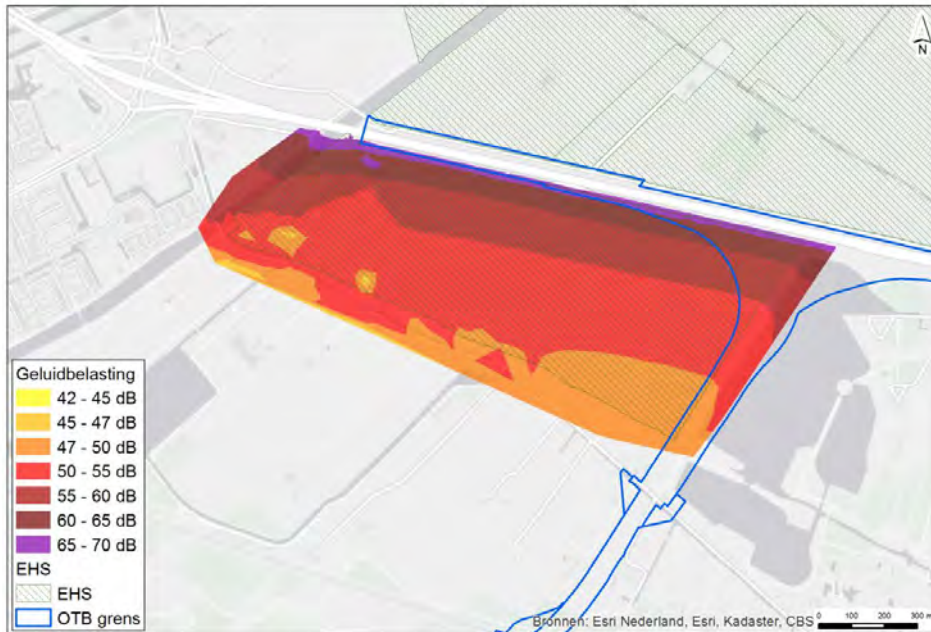 N
Geluidbelasting
42 - 45 dB
45 - 47 dB
47 - 50 dB
50 - 55 dB
55 - 60 dB
60 - 65 dB
65 - 70 dB
EHS
EHS
OTB grens
Bronnen: Esri Nederland, Esri, Kadaster, CBS
0 100 200 300 m